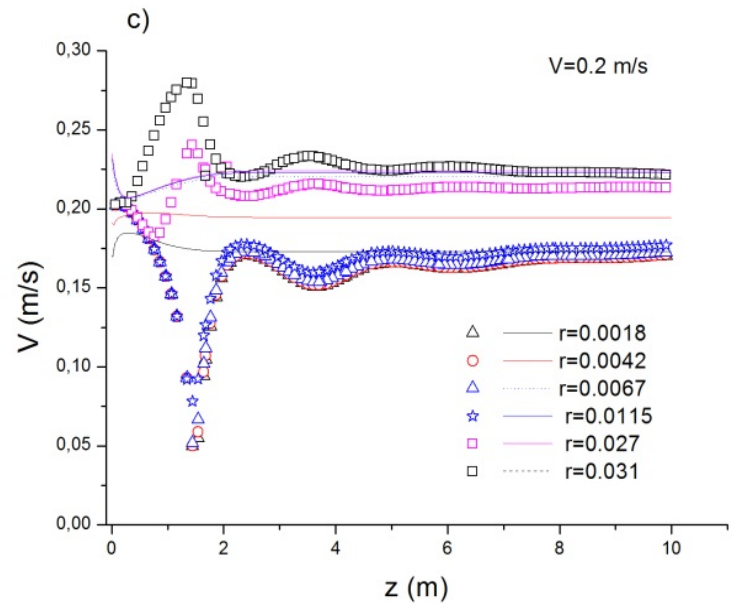 c)
V=0.2 m/s
0,30
0,25
0,20
0,15
0,10
0,05
0,00
V (m/s)
r=0.0018
r=0.0042
r=0.0067
r=0.0115
r=0.027
r=0.031
0 2 4 6 8 10
z (m)